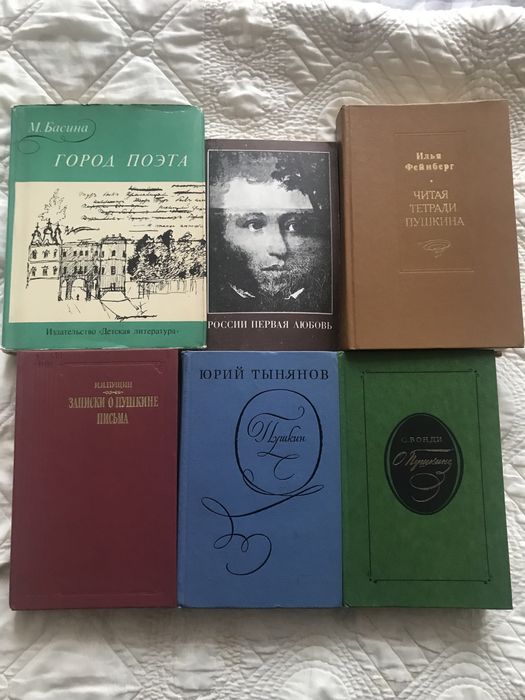 М. Басина
ГОРОД ПОЭТА
Издательство «Детская литература»
РОССИИ ПЕРВАЯ ЛЮБОВЬ
Илья
Фейнберг
ЧИТАЯ
ТЕТРАДИ
ПУШКИНА
И.И.ПУЩИН
ЗАПИСКИ О ПУШКИНЕ
ПИСЬМА
ЮРИЙ ТЫНЯНОВ
Пушкин
С. БОНДИ
О Пушкине